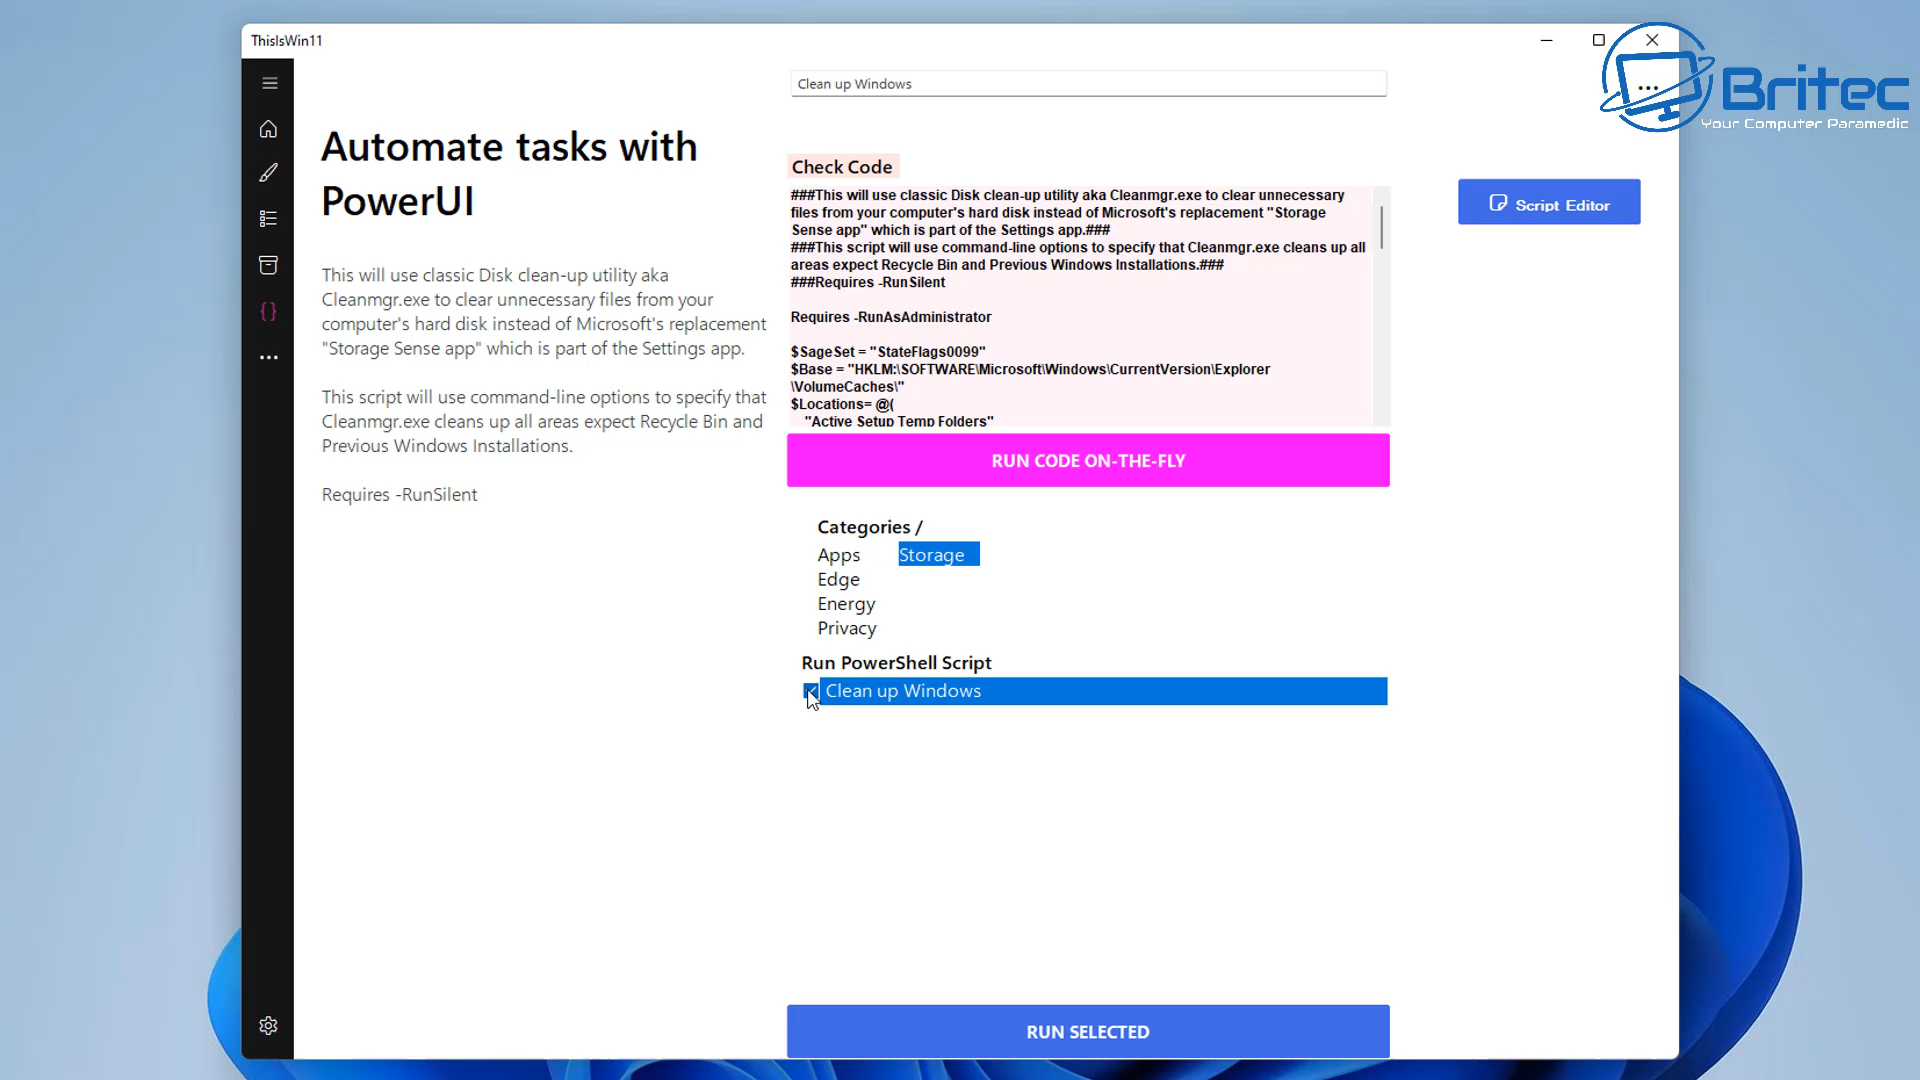 ThisIsWin11
Clean up Windows
Britec
Your Computer Paramedic
Automate tasks with
PowerUI
This will use classic Disk clean-up utility aka
Cleanmgr.exe to clear unnecessary files from your
computer's hard disk instead of Microsoft's replacement
"Storage Sense app" which is part of the Settings app.
This script will use command-line options to specify that
Cleanmgr.exe cleans up all areas expect Recycle Bin and
Previous Windows Installations.
Requires -RunSilent
Check Code
###This will use classic Disk clean-up utility aka Cleanmgr.exe to clear unnecessary
files from your computer's hard disk instead of Microsoft's replacement "Storage
Sense app" which is part of the Settings app.###
###This script will use command-line options to specify that Cleanmgr.exe cleans up all
areas expect Recycle Bin and Previous Windows Installations.###
###Requires -RunSilent
Requires -RunAsAdministrator
$SageSet = "StateFlags0099"
$Base = "HKLM:\SOFTWARE\Microsoft\Windows\CurrentVersion\Explorer
\VolumeCaches\"
$Locations= @(
"Active Setup Temp Folders"
RUN CODE ON-THE-FLY
Script Editor
Categories /
Apps Storage
Edge
Energy
Privacy
Run PowerShell Script
Clean up Windows
RUN SELECTED